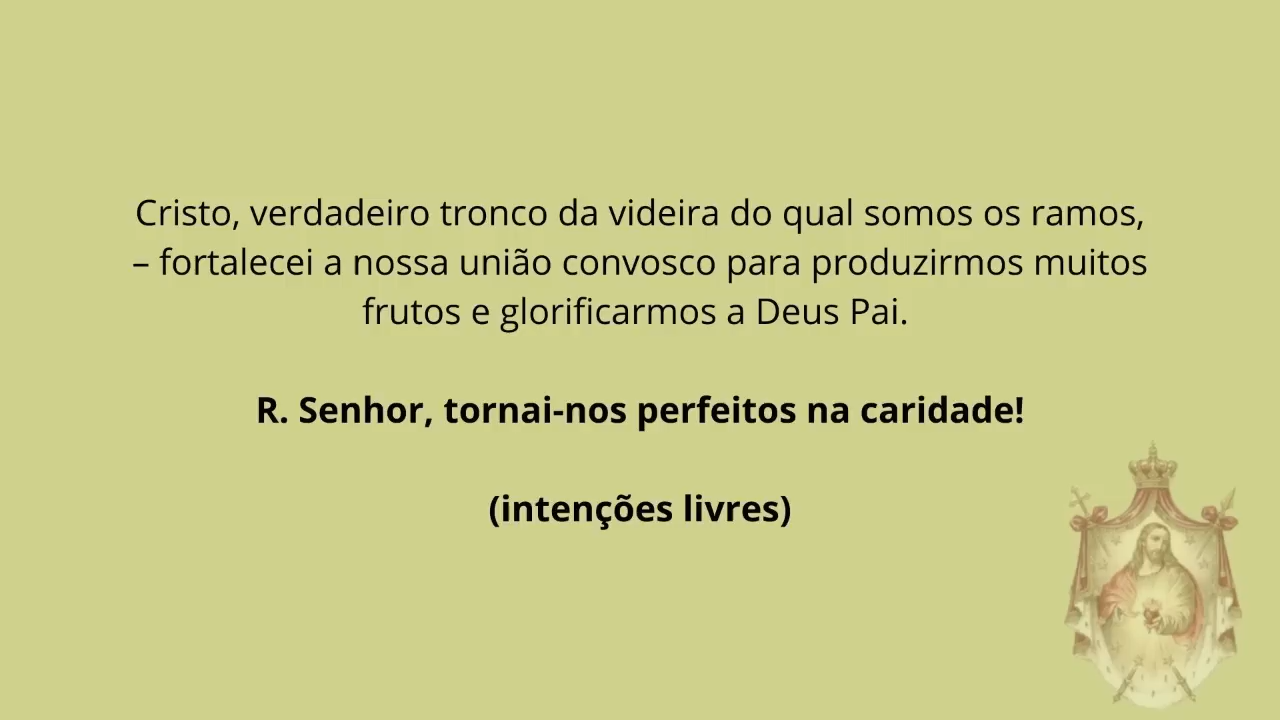 Cristo, verdadeiro tronco da videira do qual somos os ramos,
– fortalecei a nossa união convosco para produzirmos muitos
frutos e glorificarmos a Deus Pai.
R. Senhor, tornai-nos perfeitos na caridade!
(intenções livres)